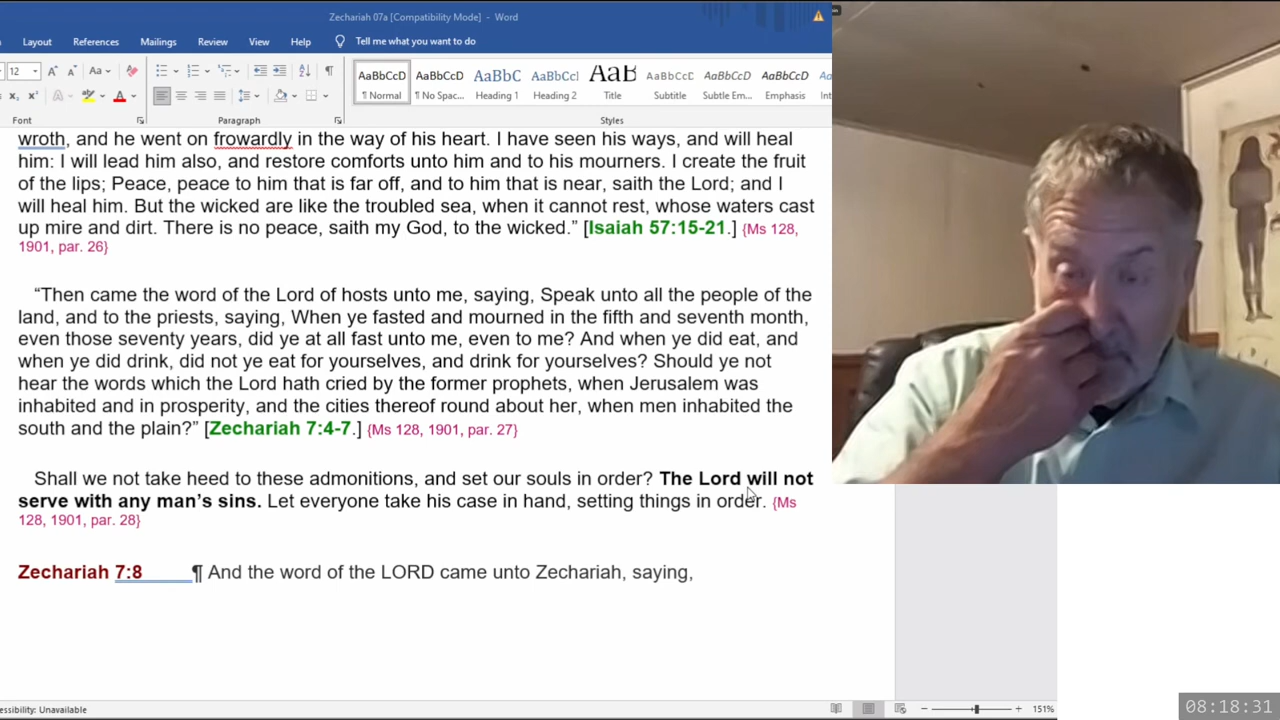 Zechariah 07a [Compatibility Mode] - Word
Layout References Mailings Review View Help Tell me what you want to do
12 Aa
AaBbCcD AaBbCcD AaBbC AaBbCcI AaB AaBbCcD AaBbCcD AaBbCcD
¶ Normal ¶ No Spac... Heading 1 Heading 2 Title Subtitle Subtle Em... Emphasis
Font Paragraph Styles
wroth, and he went on frowardly in the way of his heart. I have seen his ways, and will heal
him: I will lead him also, and restore comforts unto him and to his mourners. I create the fruit
of the lips; Peace, peace to him that is far off, and to him that is near, saith the Lord; and I
will heal him. But the wicked are like the troubled sea, when it cannot rest, whose waters cast
up mire and dirt. There is no peace, saith my God, to the wicked.” [Isaiah 57:15-21.] {Ms 128,
1901, par. 26}
“Then came the word of the Lord of hosts unto me, saying, Speak unto all the people of the
land, and to the priests, saying, When ye fasted and mourned in the fifth and seventh month,
even those seventy years, did ye at all fast unto me, even to me? And when ye did eat, and
when ye did drink, did not ye eat for yourselves, and drink for yourselves? Should ye not
hear the words which the Lord hath cried by the former prophets, when Jerusalem was
inhabited and in prosperity, and the cities thereof round about her, when men inhabited the
south and the plain?” [Zechariah 7:4-7.] {Ms 128, 1901, par. 27}
Shall we not take heed to these admonitions, and set our souls in order? The Lord will not
serve with any man’s sins. Let everyone take his case in hand, setting things in order. {Ms
128, 1901, par. 28}
Zechariah 7:8 ¶ And the word of the LORD came unto Zechariah, saying,
ssibility: Unavailable 151%
08:18:31